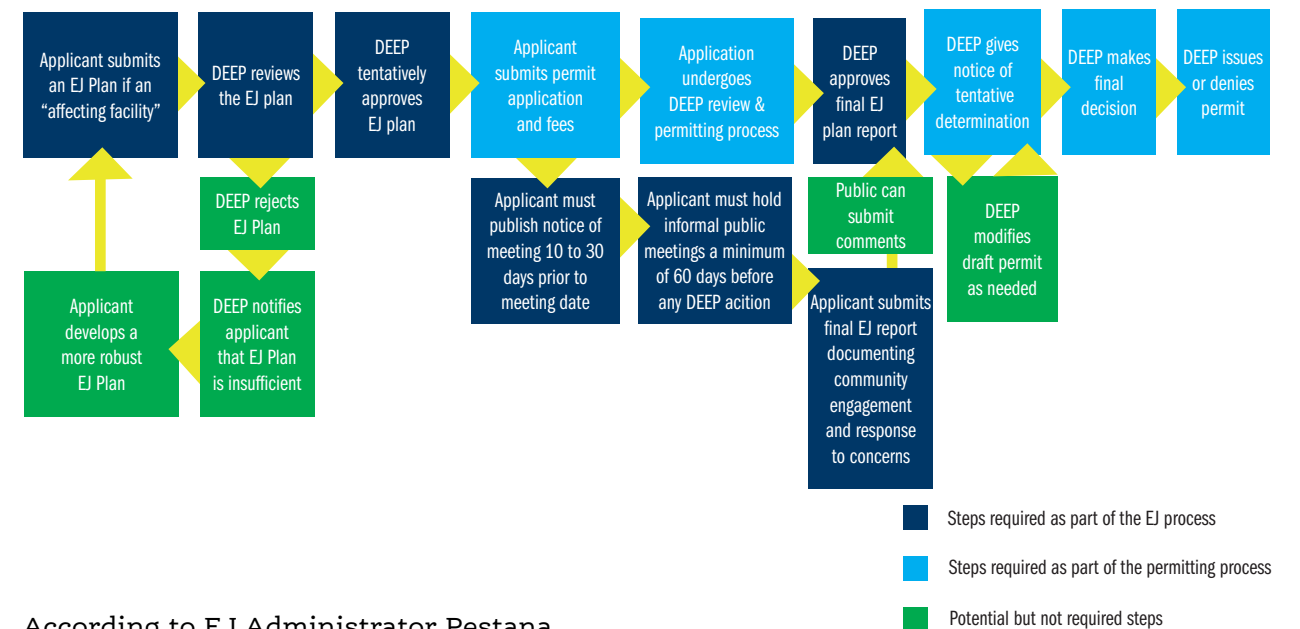 Applicant submits
an EJ Plan if an
“affecting facility”
DEEP reviews
the EJ plan
DEEP
tentatively
approves
EJ plan
Applicant
submits permit
application
and fees
Application
undergoes
DEEP review &
permitting process
DEEP
approves
final EJ
plan report
DEEP gives
notice of
tentative
determination
DEEP makes
final
decision
DEEP issues
or denies
permit
DEEP rejects
EJ Plan
DEEP notifies
applicant
that EJ Plan
is insufficient
Applicant
develops a
more robust
EJ Plan
Applicant must
publish notice of
meeting 10 to 30
days prior to
meeting date
Applicant must hold
informal public
meetings a minimum
of 60 days before
any DEEP acition
Public can
submit
comments
Applicant submits
final EJ report
documenting
community
engagement
and response
to concerns
DEEP
modifies
draft permit
as needed
Steps required as part of the EJ process
Steps required as part of the permitting process
Potential but not required steps
According to EJ Administrator Pestana